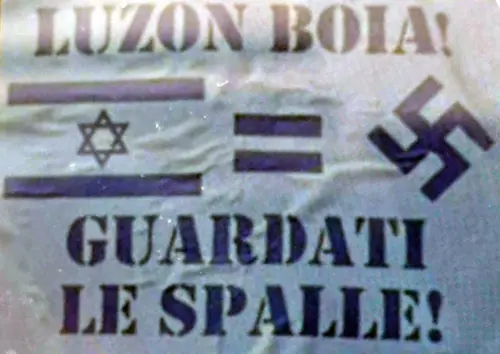 LUZON BOIA!
=
GUARDATI
LE SPALLE!